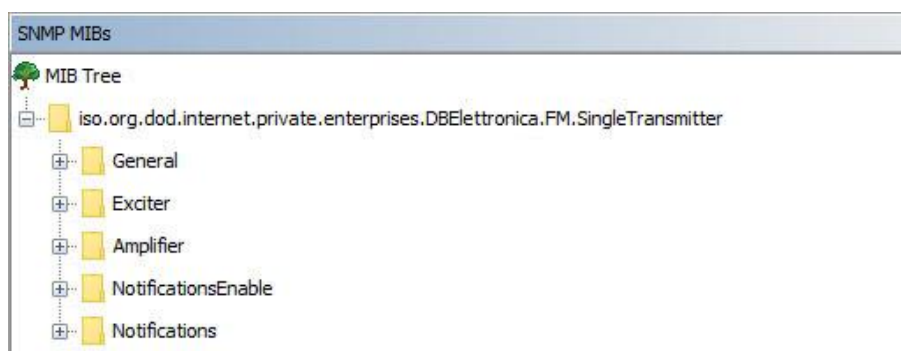 SNMP MIBs
MIB Tree
iso.org.dod.internet.private.enterprises.DBElettronica.FM.SingleTransmitter
General
Exciter
Amplifier
NotificationsEnable
Notifications